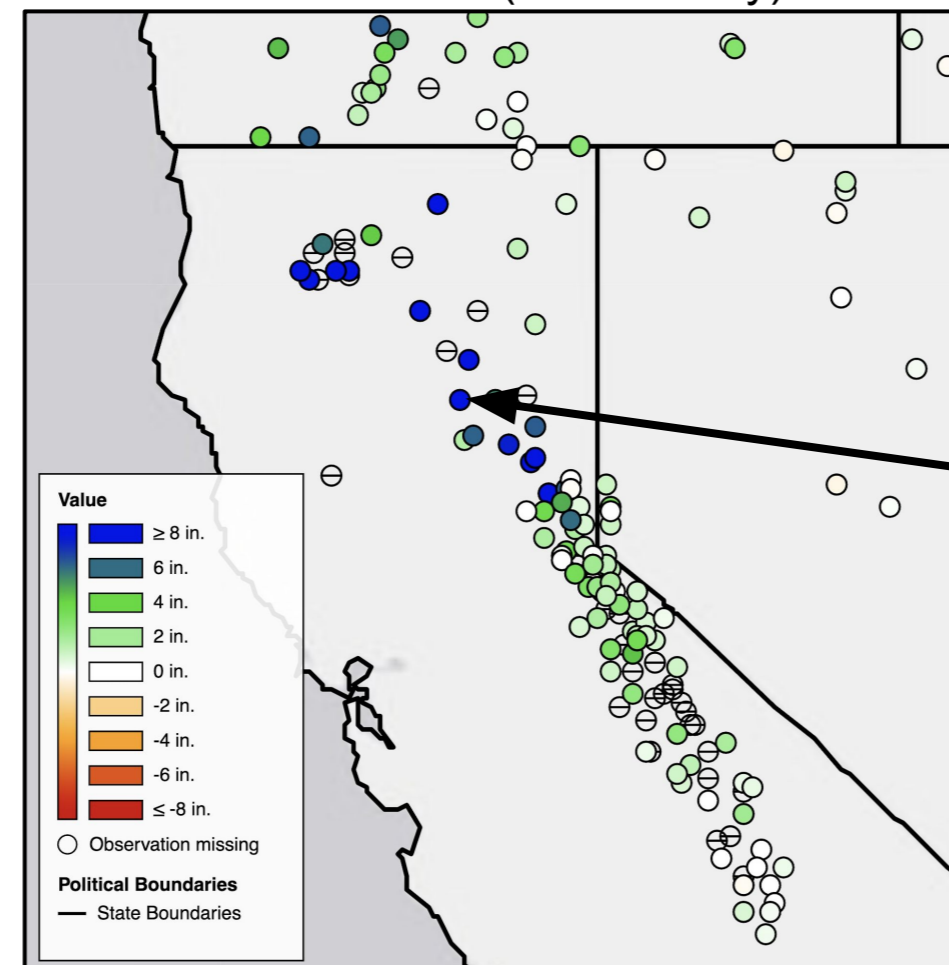 Value
≥ 8 in.
6 in.
4 in.
2 in.
0 in.
-2 in.
-4 in.
-6 in.
≤ -8 in.
Observation missing
Political Boundaries
State Boundaries